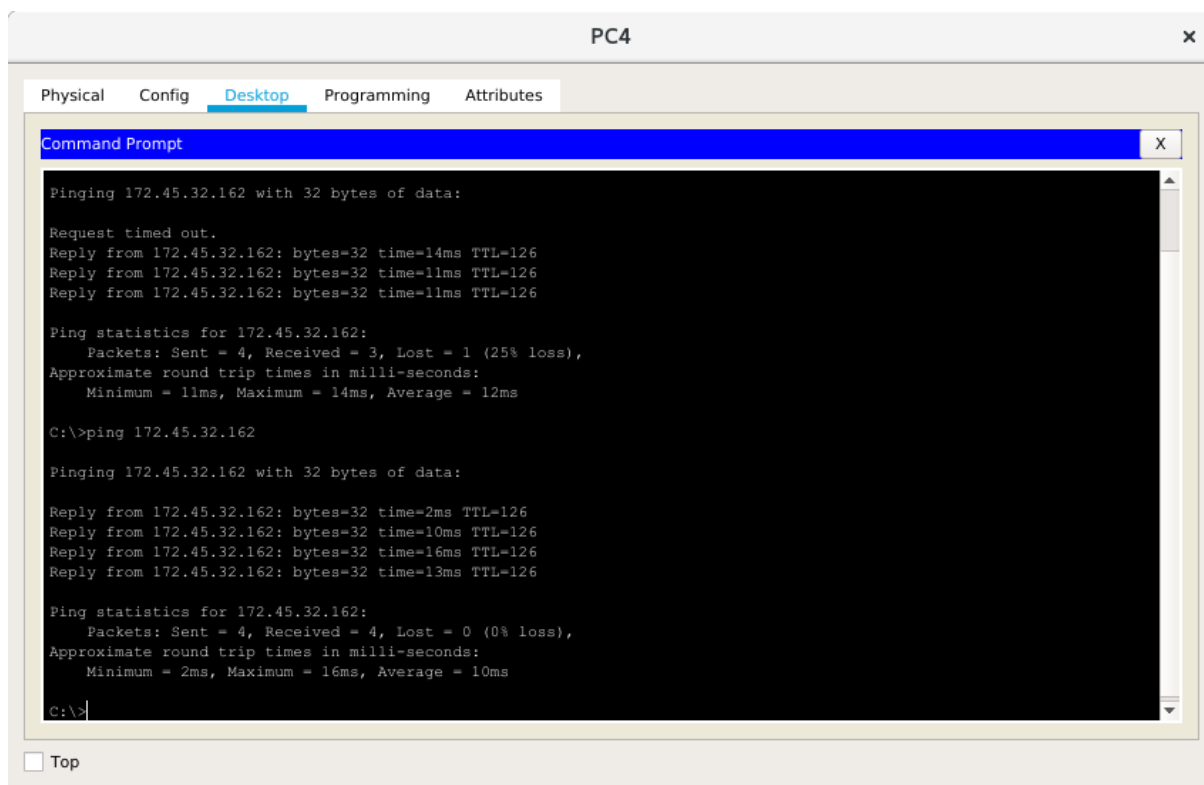 PC4
Physical Config Desktop Programming Attributes
Command Prompt X
Pinging 172.45.32.162 with 32 bytes of data:
Request timed out.
Reply from 172.45.32.162: bytes=32 time=14ms TTL=126
Reply from 172.45.32.162: bytes=32 time=11ms TTL=126
Reply from 172.45.32.162: bytes=32 time=11ms TTL=126
Ping statistics for 172.45.32.162:
Packets: Sent = 4, Received = 3, Lost = 1 (25% loss),
Approximate round trip times in milli-seconds:
Minimum = 11ms, Maximum = 14ms, Average = 12ms
C:\>ping 172.45.32.162
Pinging 172.45.32.162 with 32 bytes of data:
Reply from 172.45.32.162: bytes=32 time=2ms TTL=126
Reply from 172.45.32.162: bytes=32 time=10ms TTL=126
Reply from 172.45.32.162: bytes=32 time=16ms TTL=126
Reply from 172.45.32.162: bytes=32 time=13ms TTL=126
Ping statistics for 172.45.32.162:
Packets: Sent = 4, Received = 4, Lost = 0 (0% loss),
Approximate round trip times in milli-seconds:
Minimum = 2ms, Maximum = 16ms, Average = 10ms
C:\>
Top